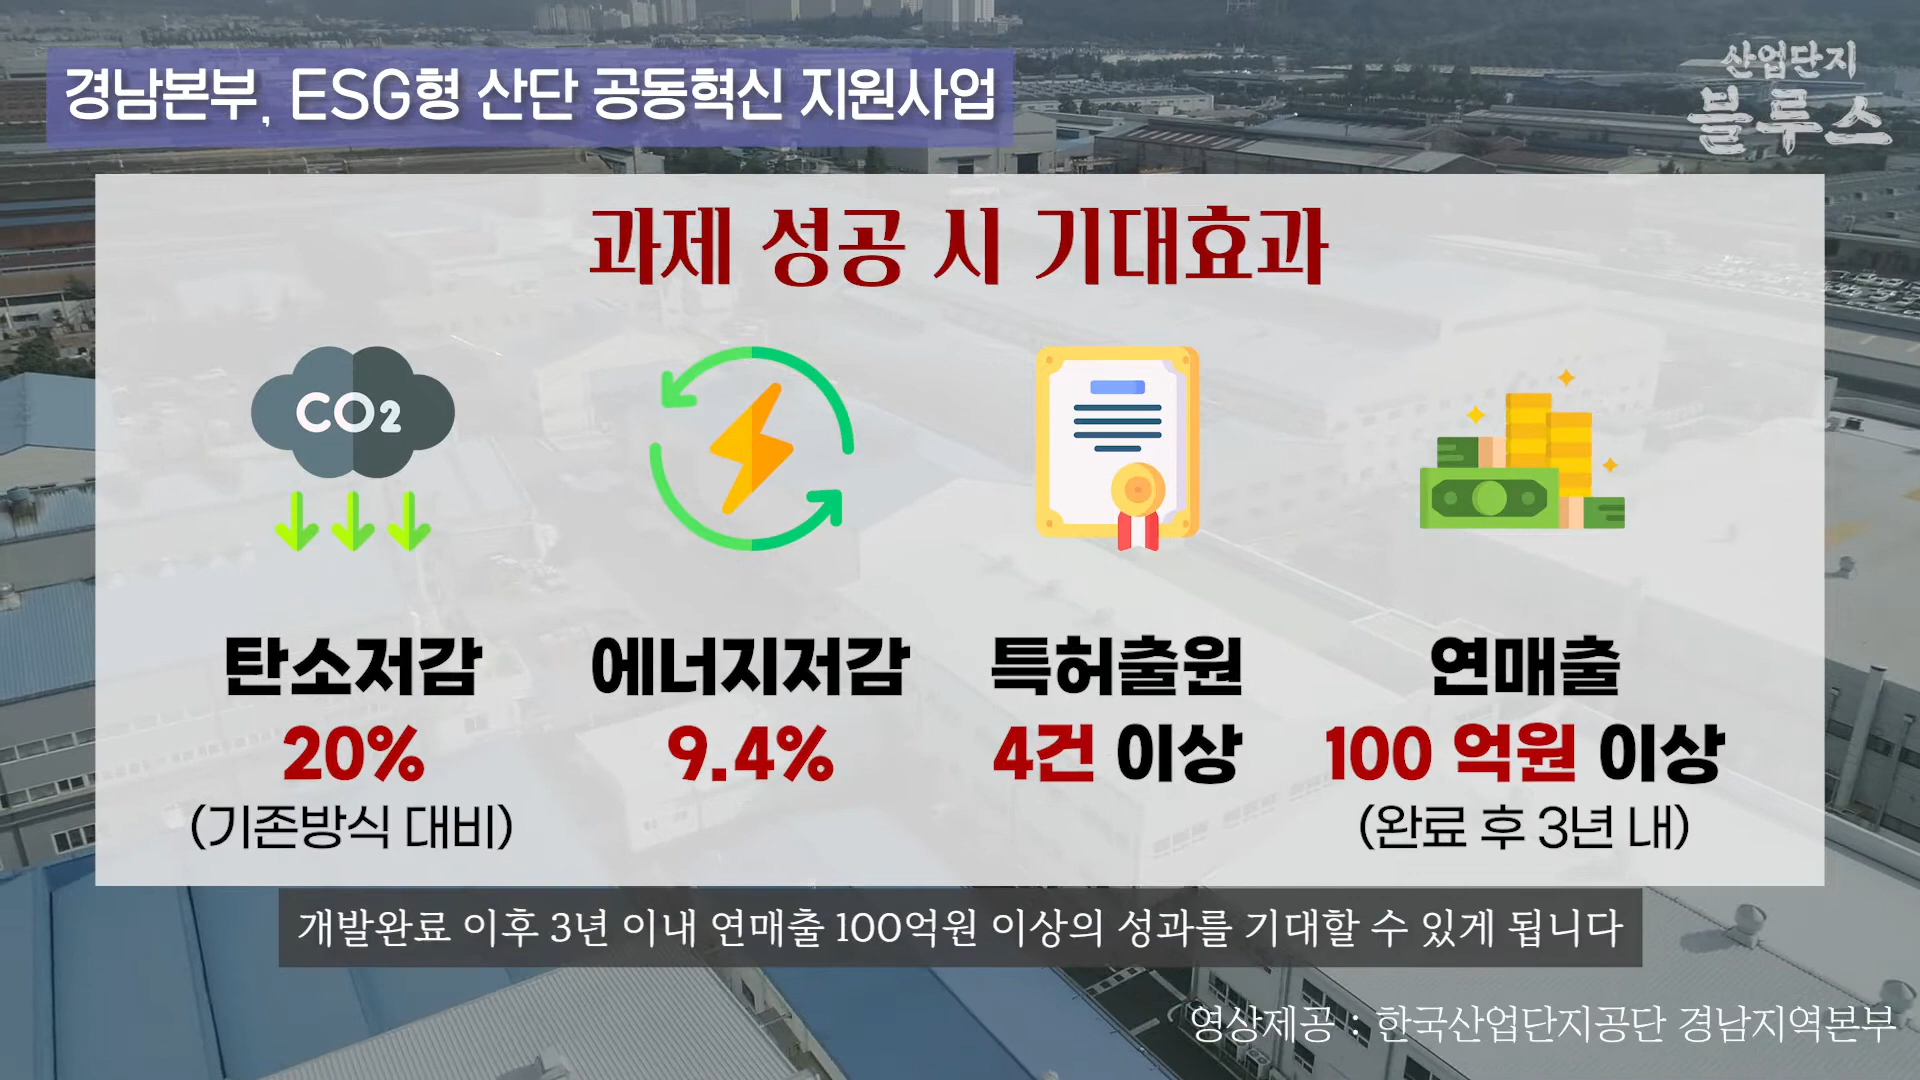 경남본부, ESG형 산단 공동혁신 지원사업
산업단지
블루스
과제 성공 시 기대효과
CO2
탄소저감
20%
(기존방식 대비)
에너지저감
9.4%
특허출원
4건 이상
연매출
100 억원 이상
(완료 후 3년 내)
개발완료 이후 3년 이내 연매출 100억원 이상의 성과를 기대할 수 있게 됩니다
영상제공 : 한국산업단지공단 경남지역본부